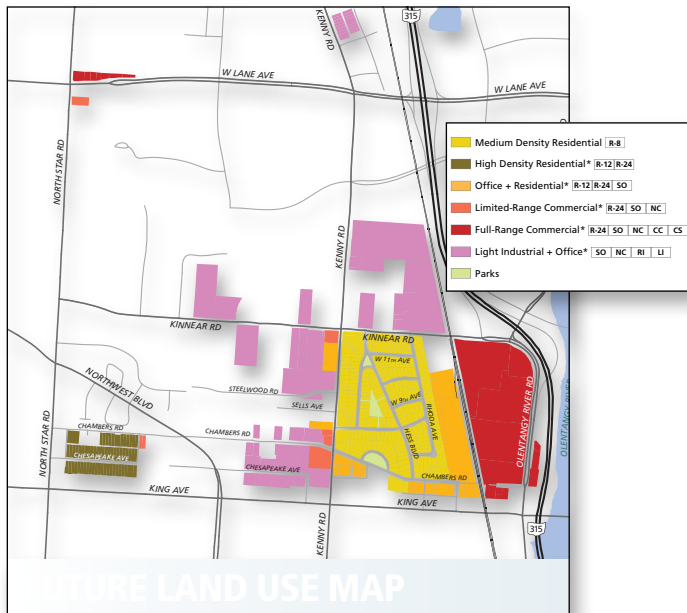 315
KENNY RD
W LANE AVE
W LANE AVE
NORTH STAR RD
Medium Density Residential R-8
High Density Residential* R-12 R-24
Office + Residential* R-12 R-24 SO
Limited-Range Commercial* R-24 SO NC
Full-Range Commercial* R-24 SO NC CC CS
Light Industrial + Office* SO NC RI LI
Parks
KENNY RD
KINNEAR RD
KINNEAR RD
W 11TH AVE
NORTHWEST BLVD
STEELWOOD RD
W 9TH AVE
RHODA AVE
OLENTANGY RIVER RD
OLENTANGY RIVER
SELLS AVE
CHAMBERS RD
CHAMBERS RD
HESS BLVD
NORTH STAR RD
CHESAPEAKE AVE
CHESAPEAKE AVE
CHAMBERS RD
KING AVE
KING AVE
KENNY RD
315
UTURE LAND USE MAP